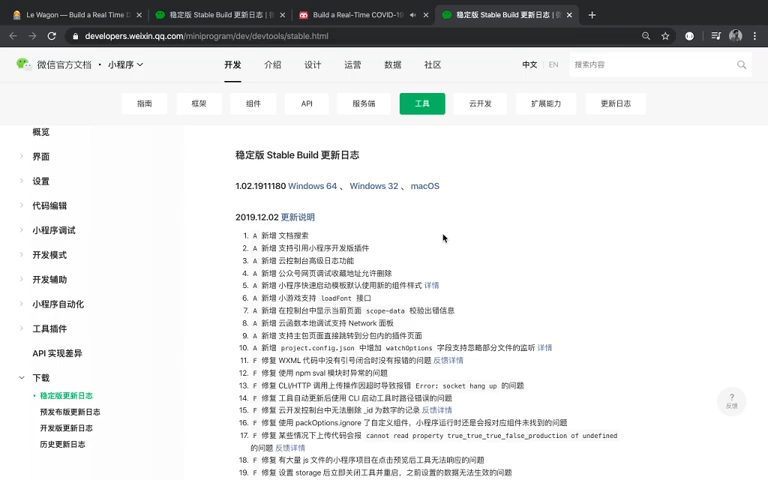 Le Wagon — Build a Real Time D
稳定版 Stable Build 更新日志 |
Build a Real-Time COVID-19
稳定版 Stable Build 更新日志 |
developers.weixin.qq.com/miniprogram/dev/devtools/stable.html
微信官方文档 · 小程序
开发
介绍
设计
运营
数据
社区
中文
EN
搜索内容
指南
框架
组件
API
服务端
工具
云开发
扩展能力
更新日志
概览
界面
设置
代码编辑
小程序调试
开发模式
开发辅助
小程序自动化
工具插件
API 实现差异
下载
稳定版更新日志
预发布版更新日志
开发版更新日志
历史更新日志
稳定版 Stable Build 更新日志
1.02.1911180 Windows 64 、 Windows 32 、 macOS
2019.12.02 更新说明
1. A 新增 文档搜索
2. A 新增 支持引用小程序开发版插件
3. A 新增 云控制台高级日志功能
4. A 新增 公众号网页调试收藏地址允许删除
5. A 新增 小程序快速启动模板默认使用新的组件样式 详情
6. A 新增 小游戏支持 loadFont 接口
7. A 新增 在控制台中显示当前页面 scope-data 校验出错信息
8. A 新增 云函数本地调试支持 Network 面板
9. A 新增 支持主包页面直接跳转到分包内的插件页面
10. A 新增 project.config.json 中增加 watchOptions 字段支持忽略部分文件的监听 详情
11. F 修复 WXML 代码中没有引号闭合时没有报错的问题 反馈详情
12. F 修复 使用 npm sval 模块时异常的问题
13. F 修复 CLI/HTTP 调用上传操作因超时导致报错 Error: socket hang up 的问题
14. F 修复 工具自动更新后使用 CLI 启动工具时路径错误的问题
15. F 修复 云开发控制台中无法删除 _id 为数字的记录 反馈详情
16. F 修复 使用 packOptions.ignore 了自定义组件，小程序运行时还是会报对应组件未找到的问题
17. F 修复 某些情况下上传代码会报 cannot read property true_true_true_false_production of undefined
的问题 反馈详情
18. F 修复 有大量 js 文件的小程序项目在点击预览后工具无法响应的问题
19. F 修复 设置 storage 后立即关闭工具并重启，之前设置的数据无法生效的问题
?
反馈